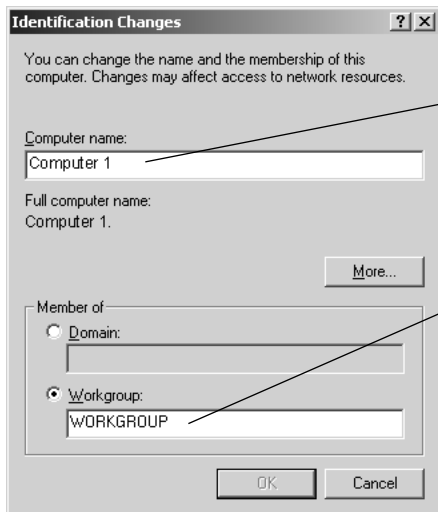 Identification Changes
You can change the name and the membership of this
computer. Changes may affect access to network resources.
Computer name:
Computer 1
Full computer name:
Computer 1.
More...
Member of
Domain:
Workgroup:
WORKGROUP
OK
Cancel